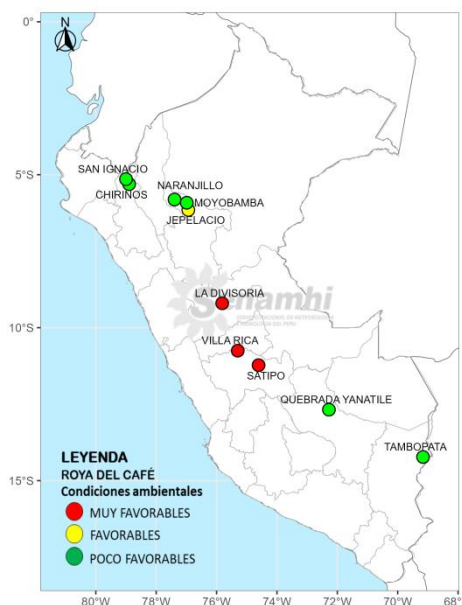 N
0°
SAN IGNACIO
NARANJILLO
5°S
CHIRINOS
MOYOBAMBA
JEPELACIO
LA DIVISORIA
Senamhi
10°S
VILLA RICA
SATIPO
QUEBRADA YANATILE
TAMBOPATA
LEYENDA
ROYA DEL CAFÉ
15°S
Condiciones ambientales
MUY FAVORABLES
FAVORABLES
POCO FAVORABLES
80°W 78°W 76°W 74°W 72°W 70°W 68°